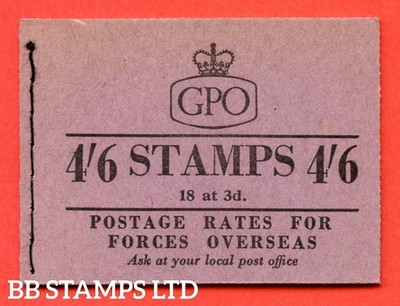 GPO
4/6 STAMPS 4/6
18 at 3d.
POSTAGE RATES FOR
FORCES OVERSEAS
Ask at your local post office
BB STAMPS LTD